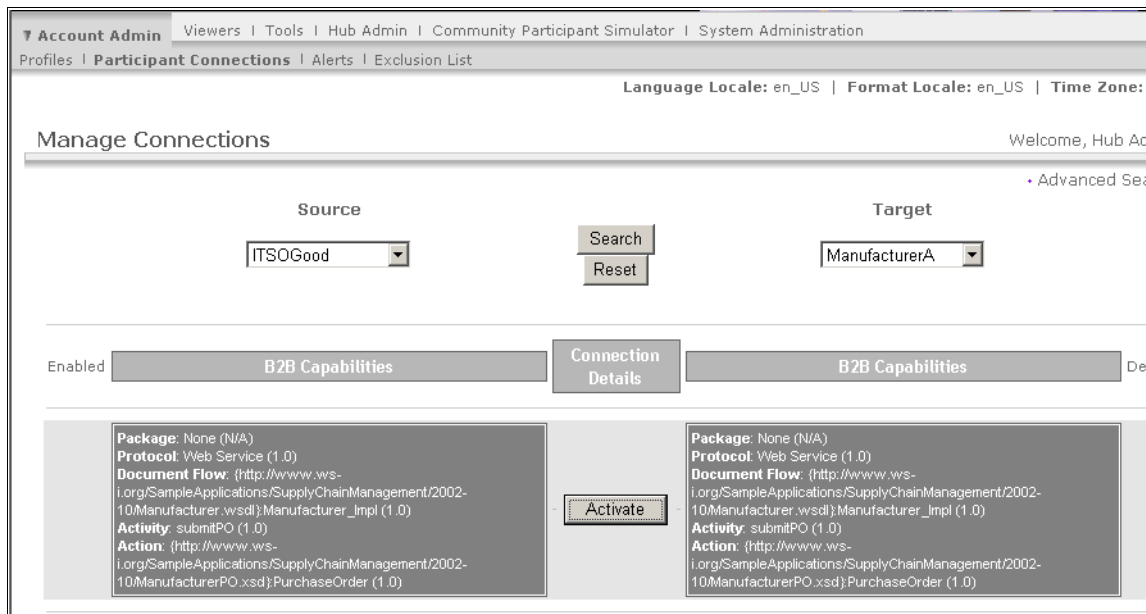 Account Admin Viewers | Tools | Hub Admin | Community Participant Simulator | System Administration
Profiles | Participant Connections | Alerts | Exclusion List
Language Locale: en_US | Format Locale: en_US | Time Zone:
Manage Connections
Welcome, Hub Ad
Advanced Sea
Source
Target
ITSOGood
Search
Reset
ManufacturerA
Enabled
B2B Capabilities
Connection
Details
B2B Capabilities
De
Package: None (N/A)
Protocol: Web Service (1.0)
Document Flow: {http://www.ws-
i.org/SampleApplications/SupplyChainManagement/2002-
10/Manufacturer.wsdl}:Manufacturer_Impl (1.0)
Activity: submitPO (1.0)
Action: {http://www.ws-
i.org/SampleApplications/SupplyChainManagement/2002-
10/ManufacturerPO.xsd}:PurchaseOrder (1.0)
- Activate -
Package: None (N/A)
Protocol: Web Service (1.0)
Document Flow: {http://www.ws-
i.org/SampleApplications/SupplyChainManagement/2002-
10/Manufacturer.wsdl}:Manufacturer_Impl (1.0)
Activity: submitPO (1.0)
Action: {http://www.ws-
i.org/SampleApplications/SupplyChainManagement/2002-
10/ManufacturerPO.xsd}:PurchaseOrder (1.0)